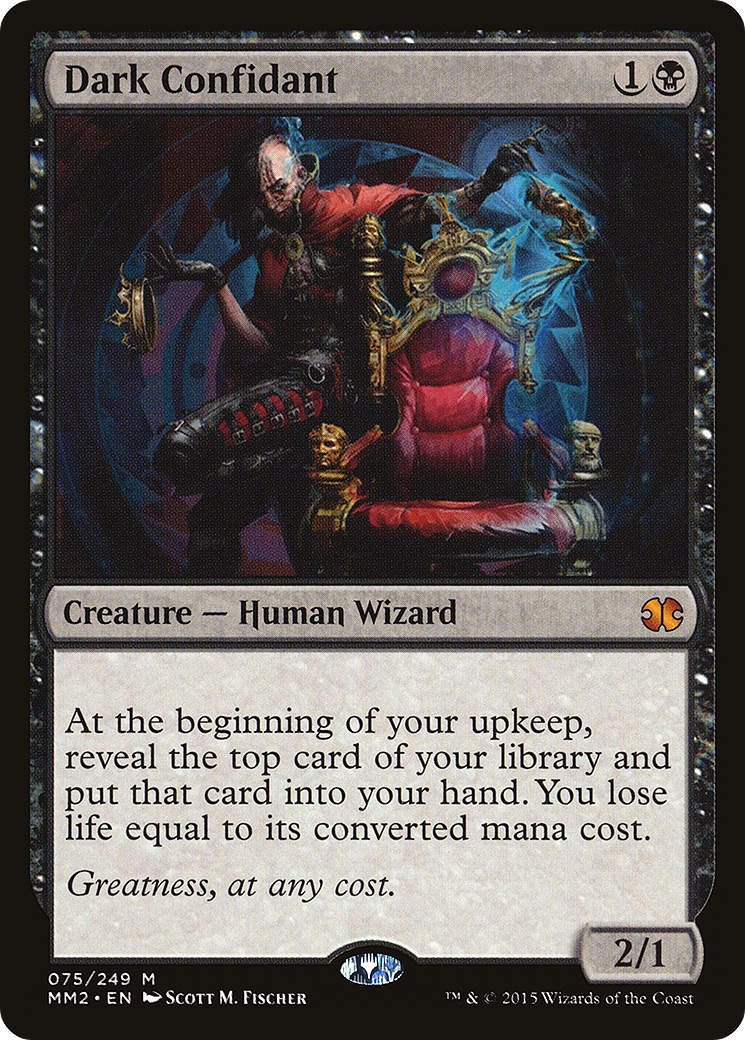 Dark Confidant 1
Creature — Human Wizard
At the beginning of your upkeep,
reveal the top card of your library and
put that card into your hand. You lose
life equal to its converted mana cost.
Greatness, at any cost.
2/1
075/249 M
MM2 • EN Scott M. Fischer
™ & © 2015 Wizards of the Coast